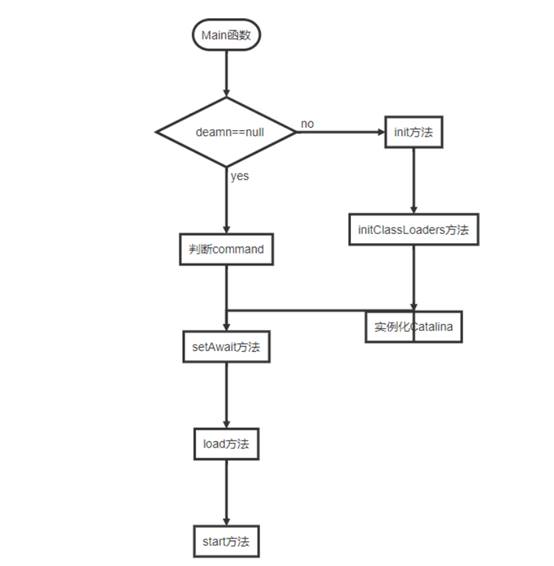 Main函数
deamn==null
no
init方法
yes
initClassLoaders方法
判断command
实例化Catalina
setAwait方法
load方法
start方法